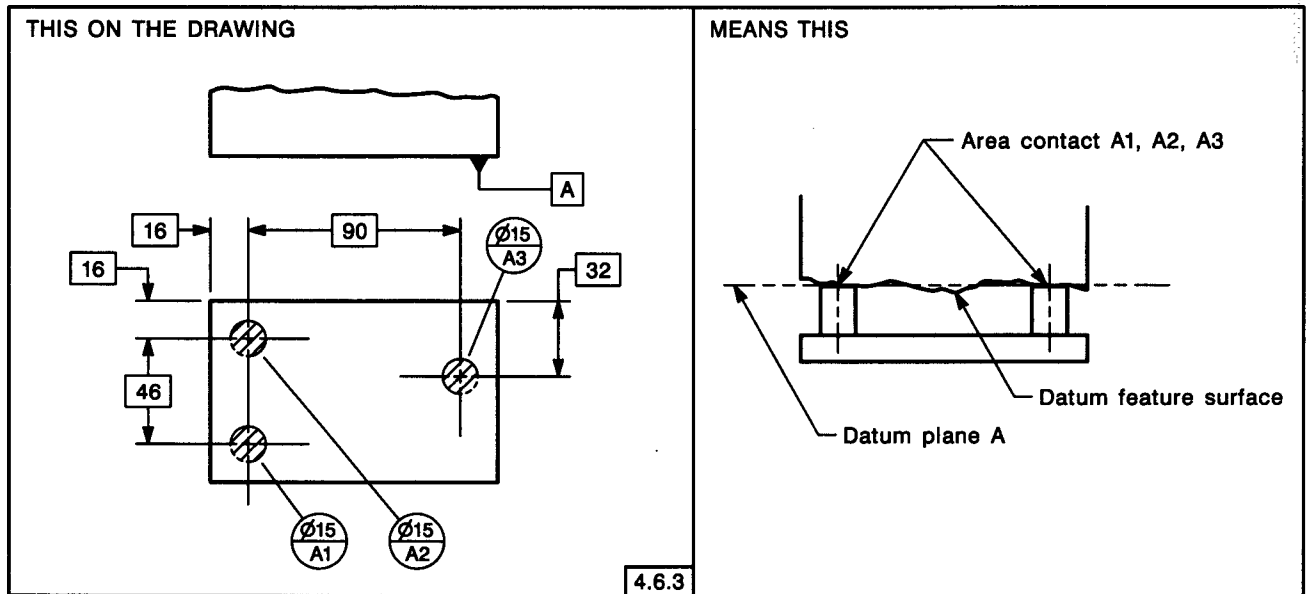 THIS ON THE DRAWING
A
16
90
Ø15
A3
16
32
46
Ø15
A1
Ø15
A2
4.6.3
MEANS THIS
Area contact A1, A2, A3
Datum feature surface
Datum plane A